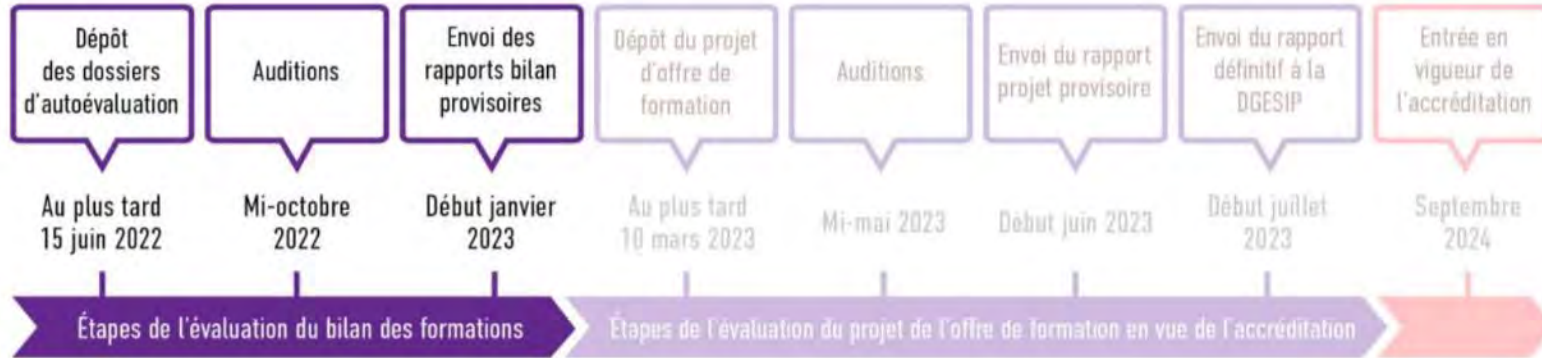 Dépôt
des dossiers
d'autoévaluation
Auditions
Envoi des
rapports bilan
provisoires
Dépôt du projet
d'offre de
formation
Auditions
Envoi du rapport
projet provisoire
Envoi du rapport
définitif à la
DGESIP
Entrée en
vigueur de
l'accréditation
Au plus tard
15 juin 2022
Mi-octobre
2022
Début janvier
2023
Au plus tard
10 mars 2023
Mi-mai 2023
Début juin 2023
Début juillet
2023
Septembre
2024
Étapes de l'évaluation du bilan des formations
Étapes de l'évaluation du projet de l'offre de formation en vue de l'accréditation